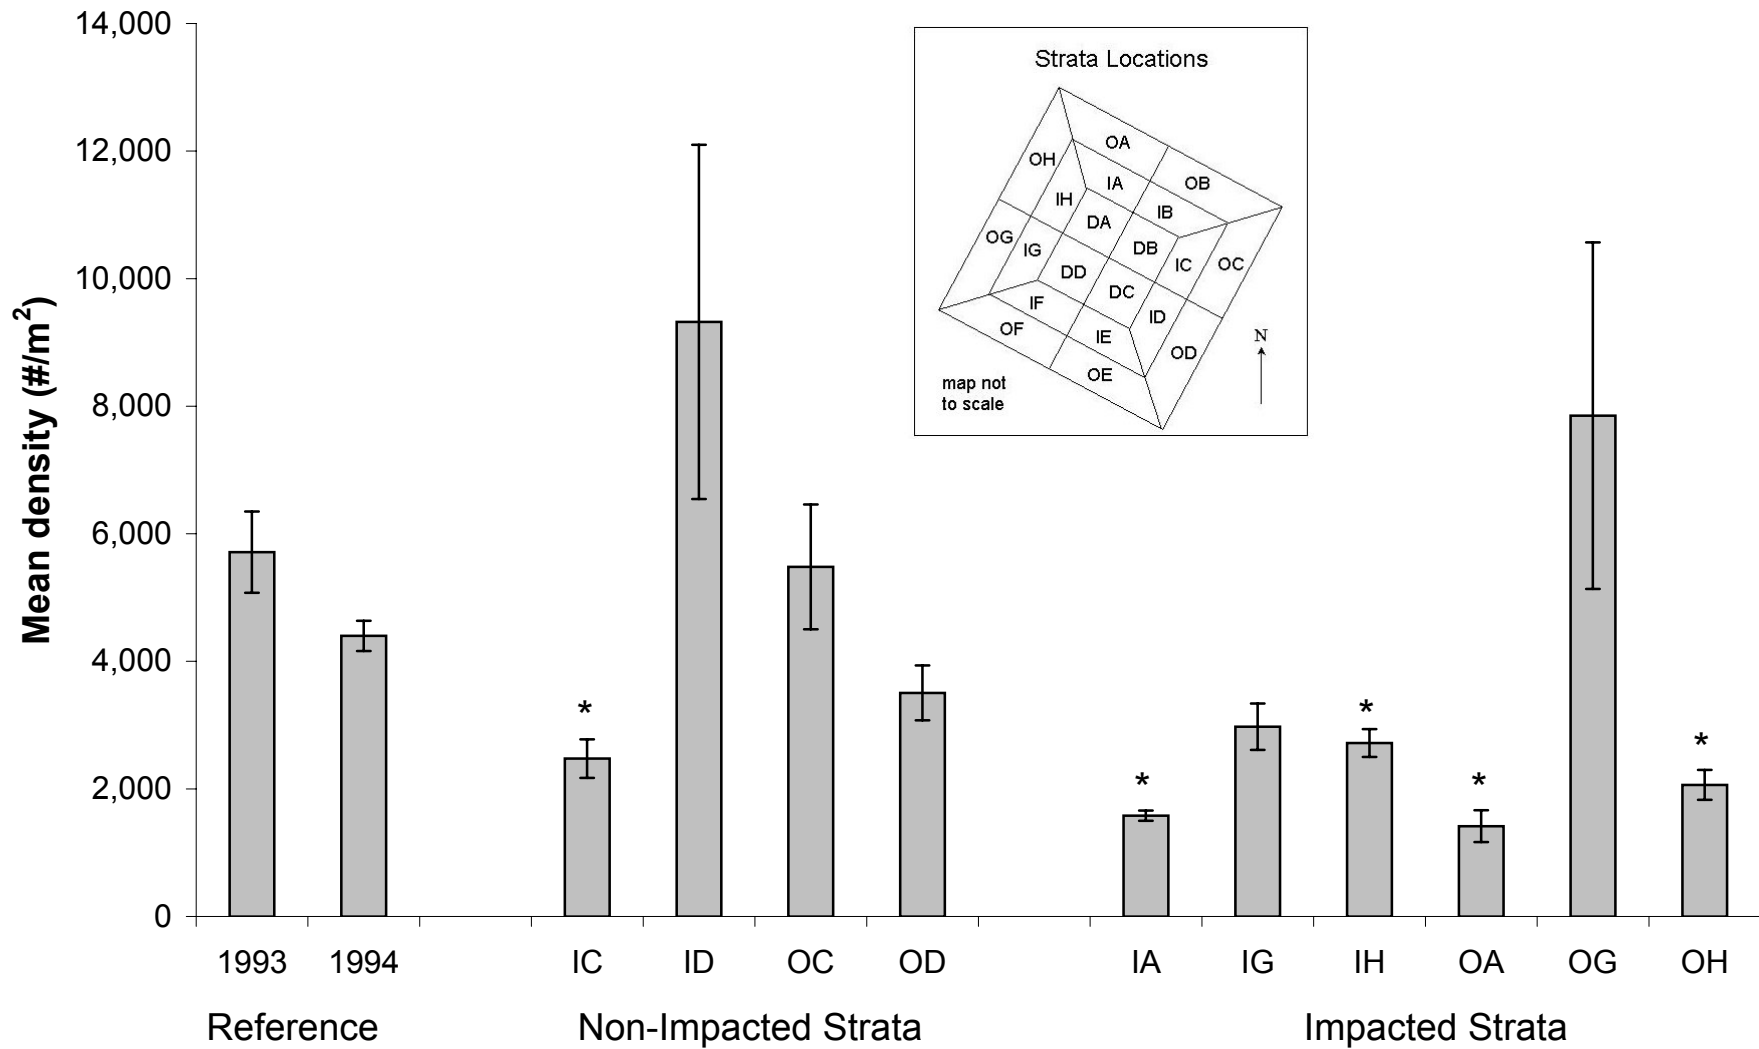 14,000
12,000
10,000
8,000
6,000
4,000
2,000
0
Mean density (#/m²)
Strata Locations
OA
OH
OB
IA
IH
IB
DA
OG
IG
DB
IC
OC
DD
DC
IF
ID
OF
IE
OD
OE
N
map not
to scale
*
*
*
*
*
1993 1994 IC ID OC OD IA IG IH OA OG OH
Reference Non-Impacted Strata Impacted Strata